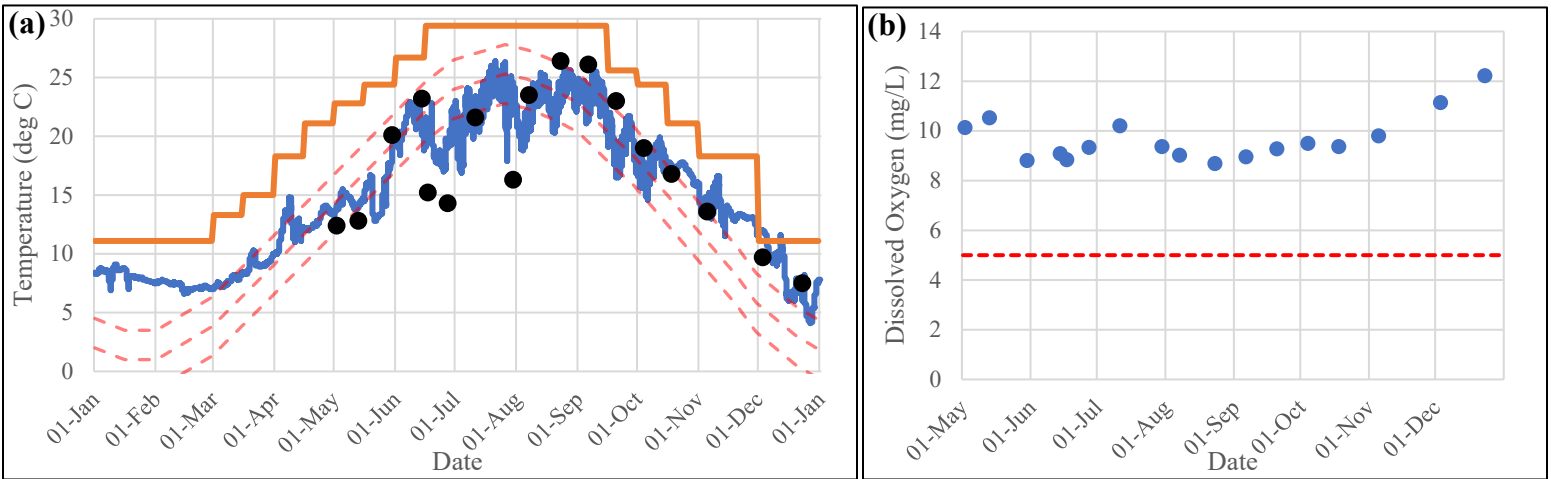 (a)
Temperature (deg C)
30
25
20
15
10
5
0
01-Jan
01-Feb
01-Mar
01-Apr
01-May
01-Jun
01-Jul
01-Aug
01-Sep
01-Oct
01-Nov
01-Dec
01-Jan
Date
(b)
Dissolved Oxygen (mg/L)
14
12
10
8
6
4
2
0
01-May
01-Jun
01-Jul
01-Aug
01-Sep
01-Oct
01-Nov
01-Dec
Date